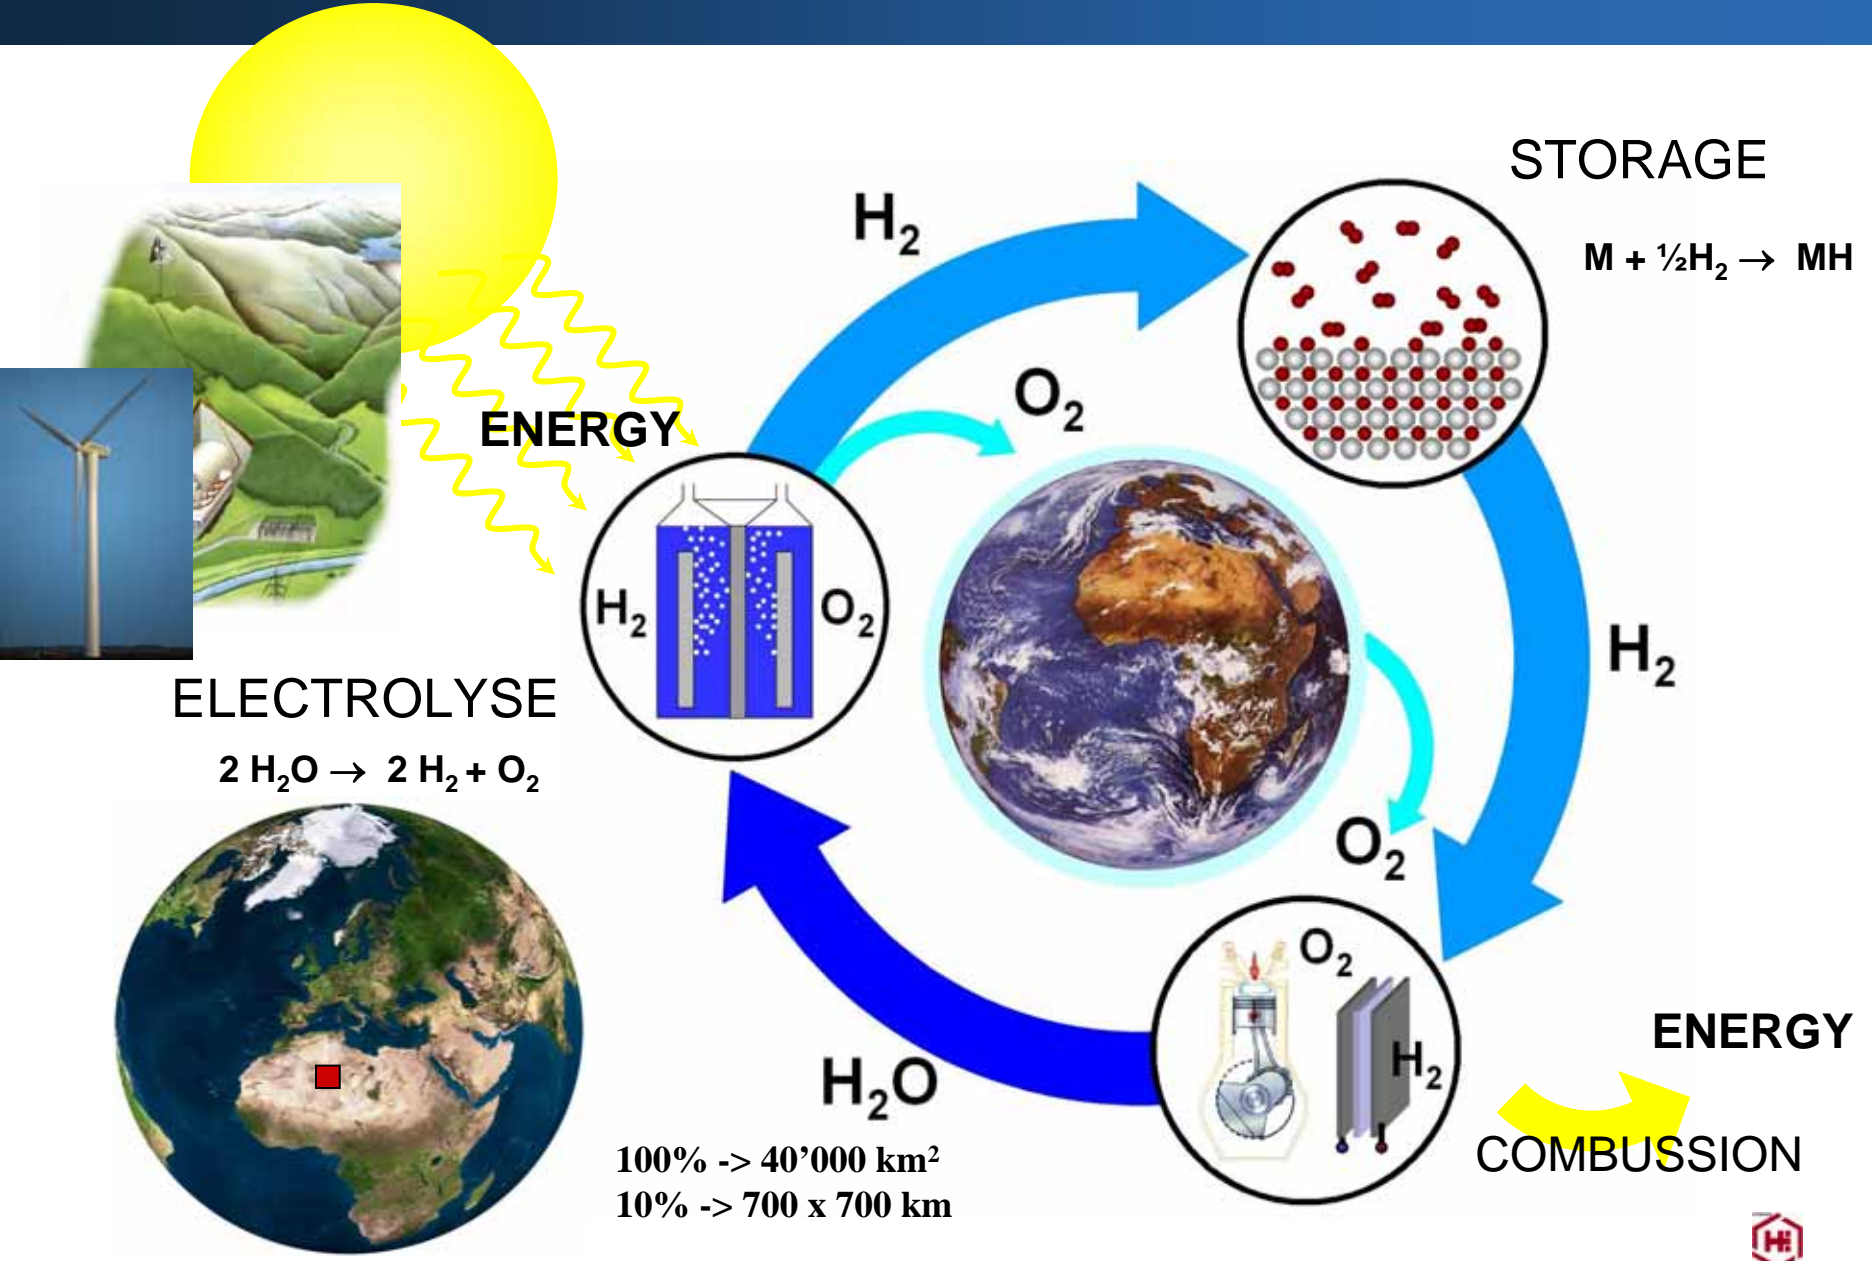 STORAGE
H₂
M + ½H₂ → MH
O₂
ENERGY
H₂
O₂
H₂
ELECTROLYSE
2 H₂O → 2 H₂ + O₂
O₂
O₂
ENERGY
H₂
H₂O
COMBUSSION
100% -> 40’000 km²
10% -> 700 x 700 km